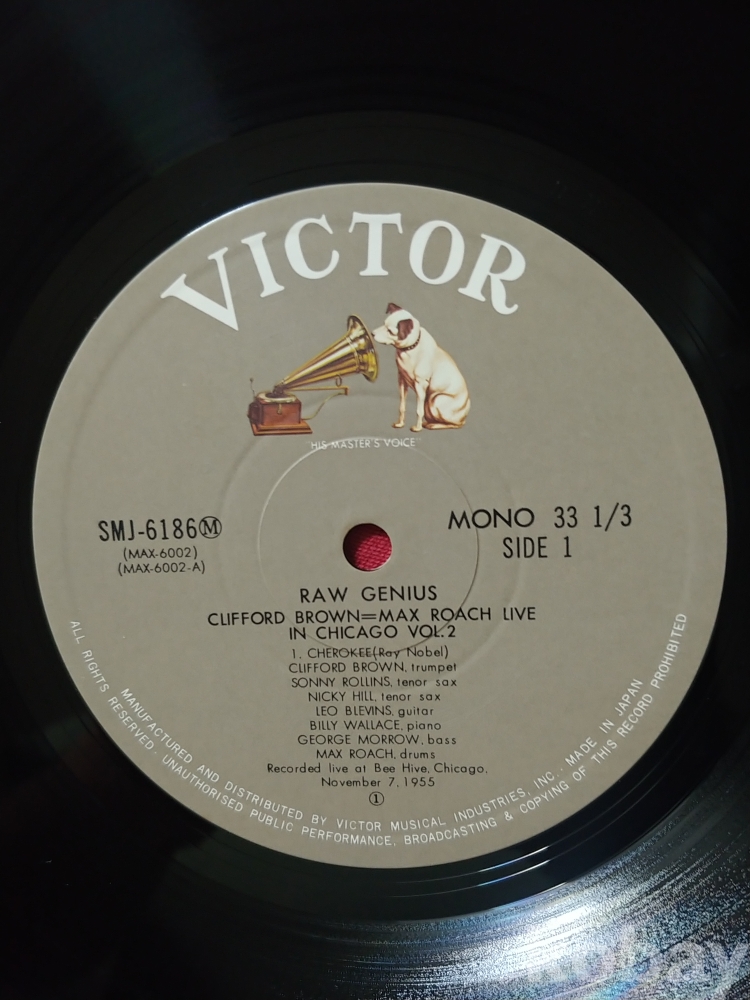 VICTOR
"HIS MASTER'S VOICE"
SMJ-6186Ⓜ
(MAX-6002)
(MAX-6002-A)
MONO 33 1/3
SIDE 1
RAW GENIUS
CLIFFORD BROWN=MAX ROACH LIVE
IN CHICAGO VOL.2
1. CHEROKEE(Ray Nobel)
CLIFFORD BROWN, trumpet
SONNY ROLLINS, tenor sax
NICKY HILL, tenor sax
LEO BLEVINS, guitar
BILLY WALLACE, piano
GEORGE MORROW, bass
MAX ROACH, drums
Recorded live at Bee Hive, Chicago,
November 7, 1955
①
MANUFACTURED AND DISTRIBUTED BY VICTOR MUSICAL INDUSTRIES, INC.. MADE IN JAPAN
ALL RIGHTS RESERVED. UNAUTHORISED PUBLIC PERFORMANCE, BROADCASTING & COPYING OF THIS RECORD PROHIBITED
kobay